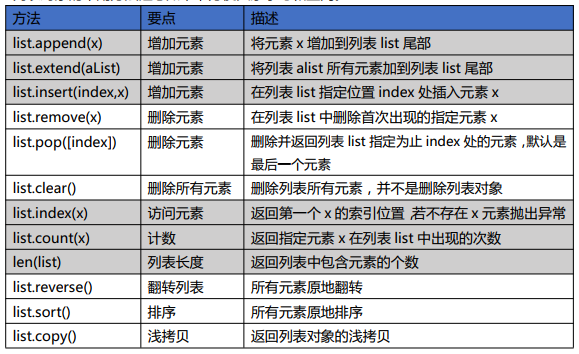 方法 要点 描述
list.append(x) 增加元素 将元素 x 增加到列表 list 尾部
list.extend(aList) 增加元素 将列表 alist 所有元素加到列表 list 尾部
list.insert(index,x) 增加元素 在列表 list 指定位置 index 处插入元素 x
list.remove(x) 删除元素 在列表 list 中删除首次出现的指定元素 x
list.pop([index]) 删除元素 删除并返回列表 list 指定为止 index 处的元素,默认是
最后一个元素
list.clear() 删除所有元素 删除列表所有元素，并不是删除列表对象
list.index(x) 访问元素 返回第一个 x 的索引位置,若不存在 x 元素抛出异常
list.count(x) 计数 返回指定元素 x 在列表 list 中出现的次数
len(list) 列表长度 返回列表中包含元素的个数
list.reverse() 翻转列表 所有元素原地翻转
list.sort() 排序 所有元素原地排序
list.copy() 浅拷贝 返回列表对象的浅拷贝